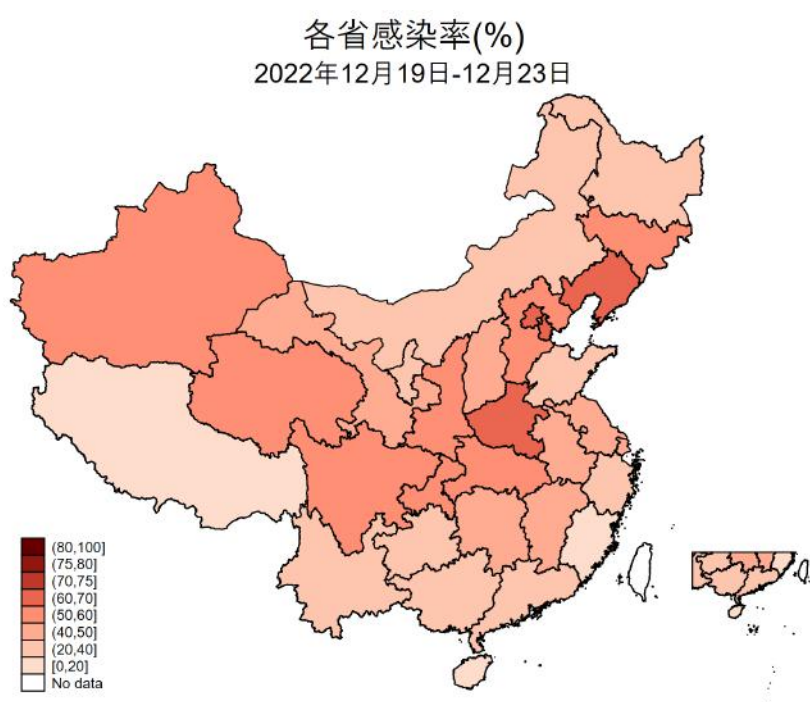 各省感染率(%)
2022年12月19日-12月23日
(80,100]
(75,80]
(70,75]
(60,70]
(50,60]
(40,50]
(20,40]
[0,20]
No data